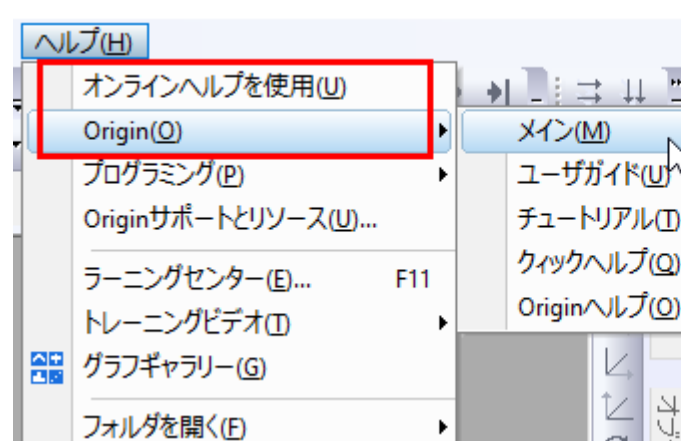 ヘルプ(H)
オンラインヘルプを使用(U)
Origin(O)
プログラミング(P)
Originサポートとリソース(U)...
ラーニングセンター(E)... F11
トレーニングビデオ(T)
グラフギャラリー(G)
フォルダを開く(F)
メイン(M)
ユーザガイド(U)
チュートリアル(T)
クィックヘルプ(Q)
Originヘルプ(O)